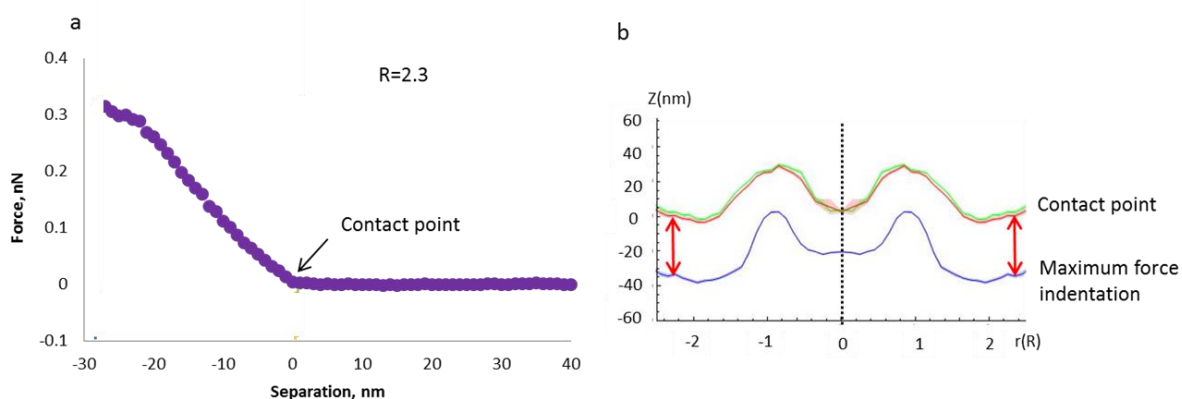 a
0.4
0.3
0.2
0.1
0
-0.1
Force, nN
R=2.3
Contact point
-30 -20 -10 0 10 20 30 40
Separation, nm
b
Z(nm)
60
40
20
0
-20
-40
-60
Contact point
Maximum force
indentation
-2 -1 0 1 2 r(R)